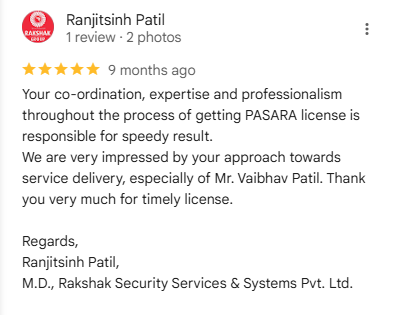 Ranjitsinh Patil
1 review · 2 photos
9 months ago
Your co-ordination, expertise and professionalism
throughout the process of getting PASARA license is
responsible for speedy result.
We are very impressed by your approach towards
service delivery, especially of Mr. Vaibhav Patil. Thank
you very much for timely license.
Regards,
Ranjitsinh Patil,
M.D., Rakshak Security Services & Systems Pvt. Ltd.
RAKSHAK
GROUP